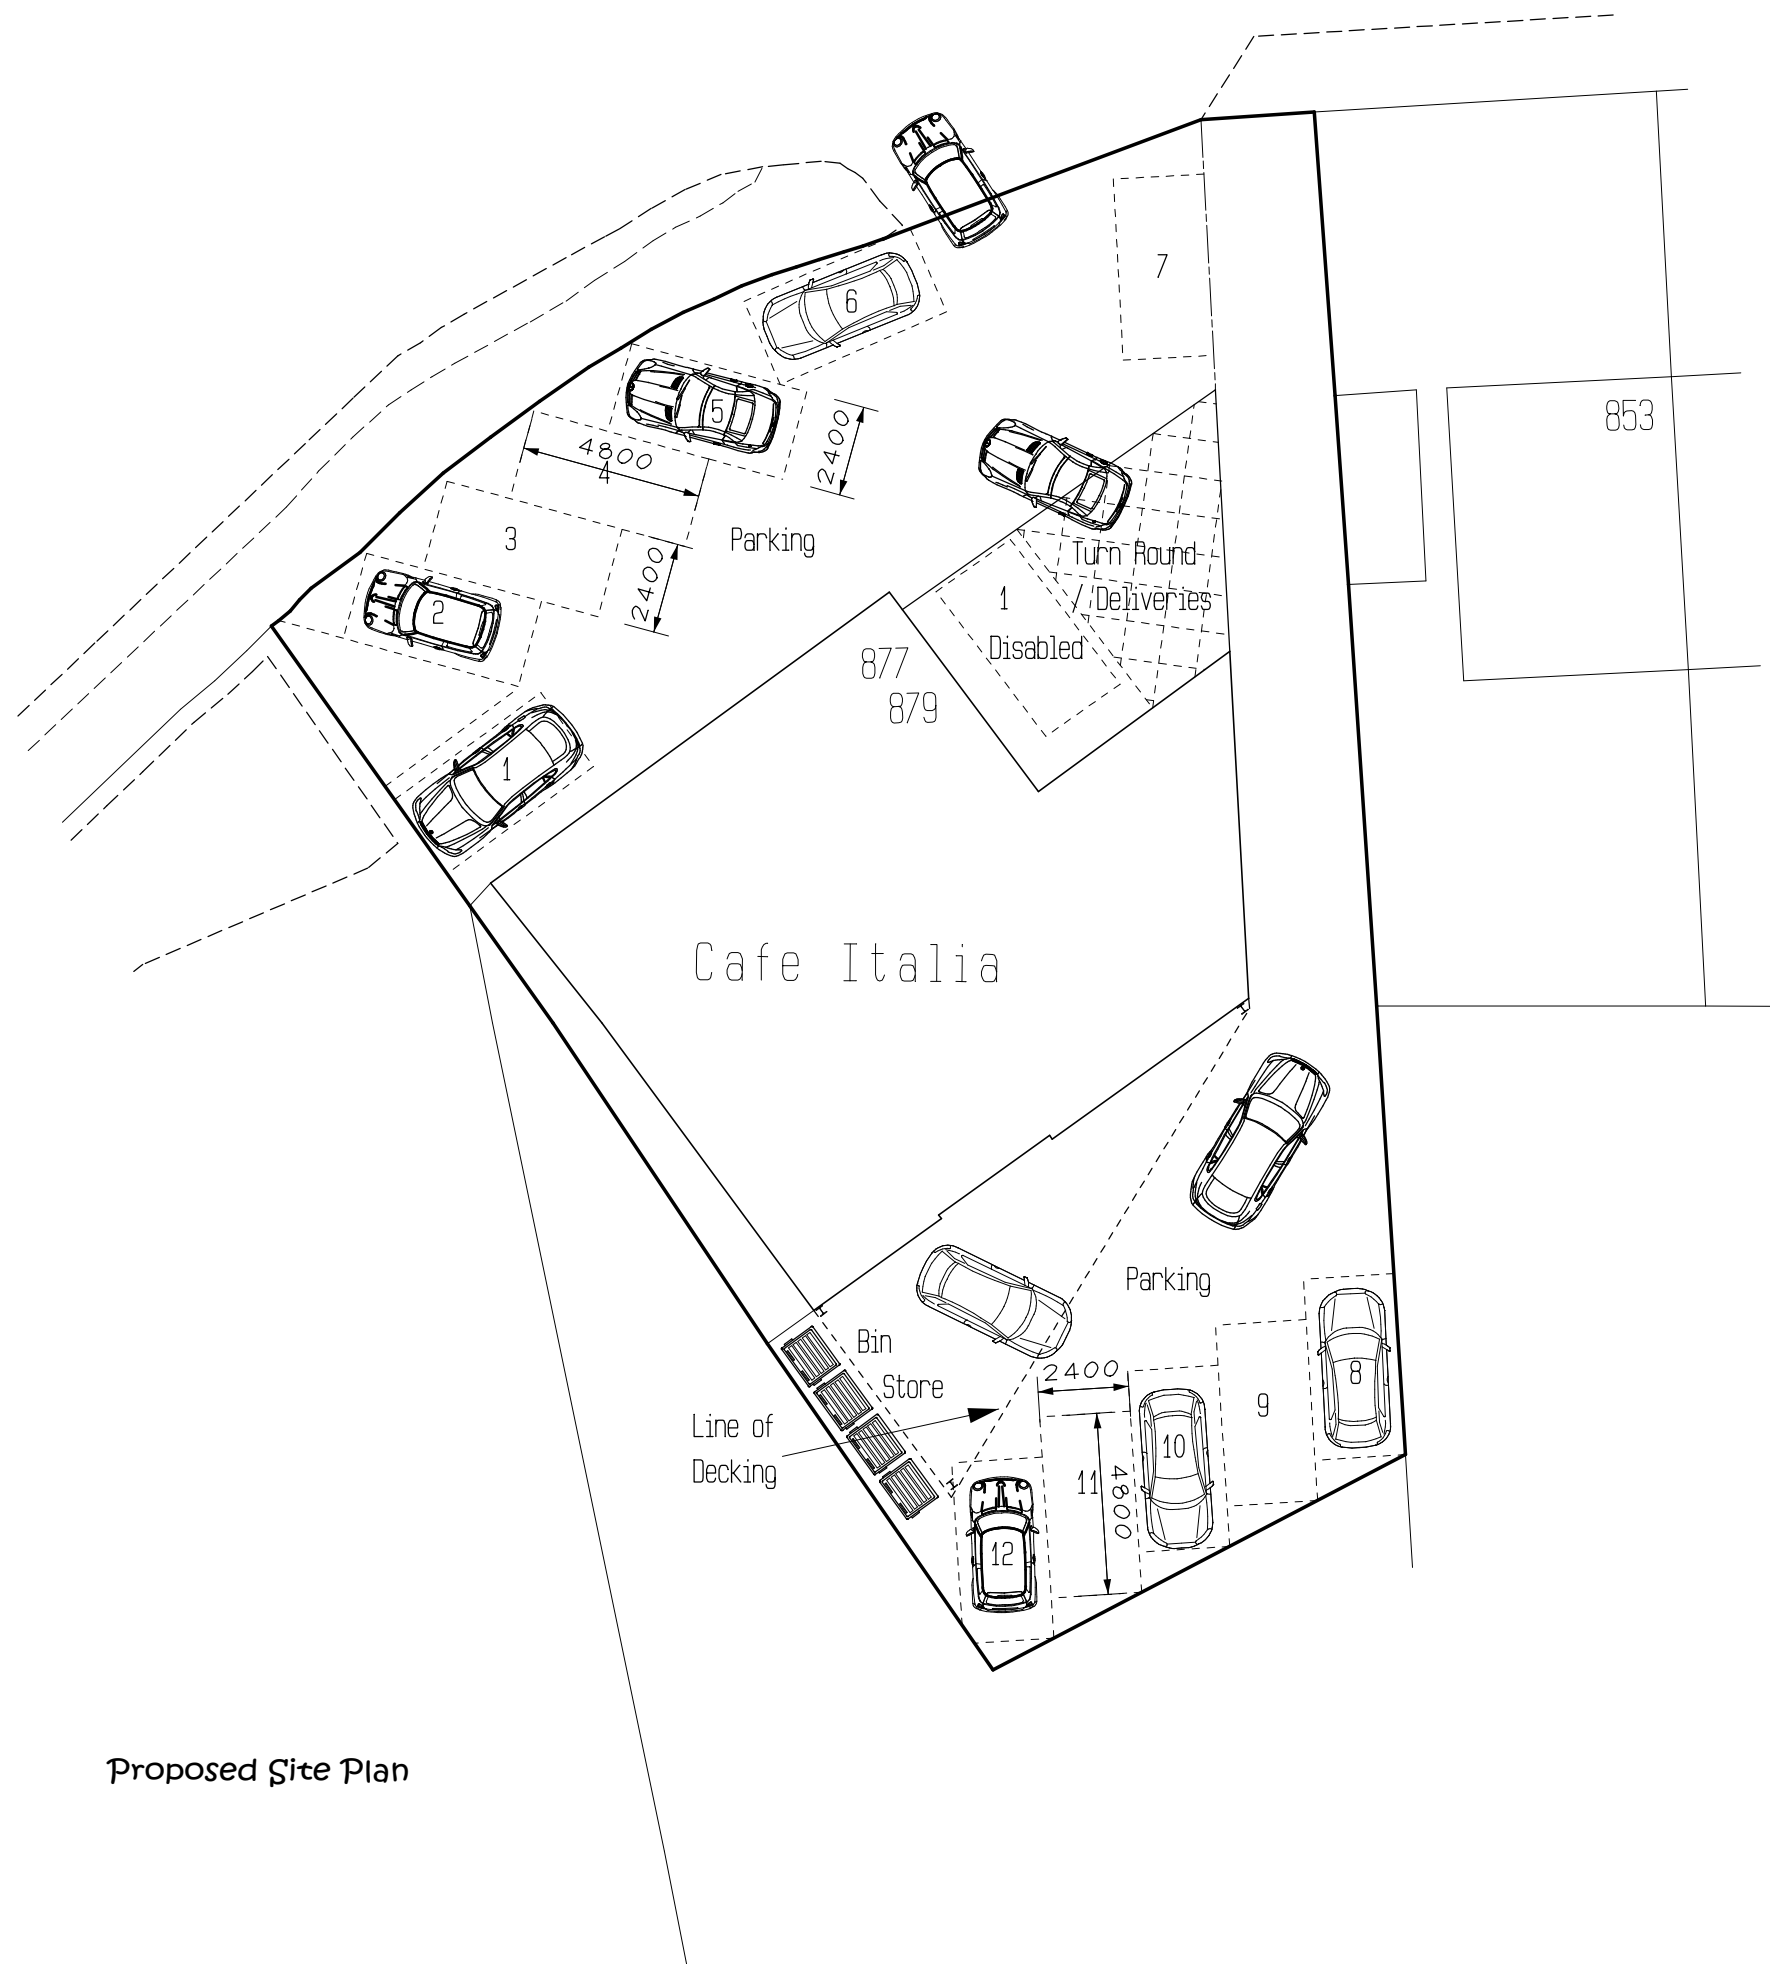 7
6
5
853
2400
4800
4
3
Parking
2400
Turn Round
/ Deliveries
1
Disabled
2
877
879
1
Cafe Italia
Parking
Bin
Store
2400
8
9
Line of
Decking
10
11
4800
12
Proposed Site Plan